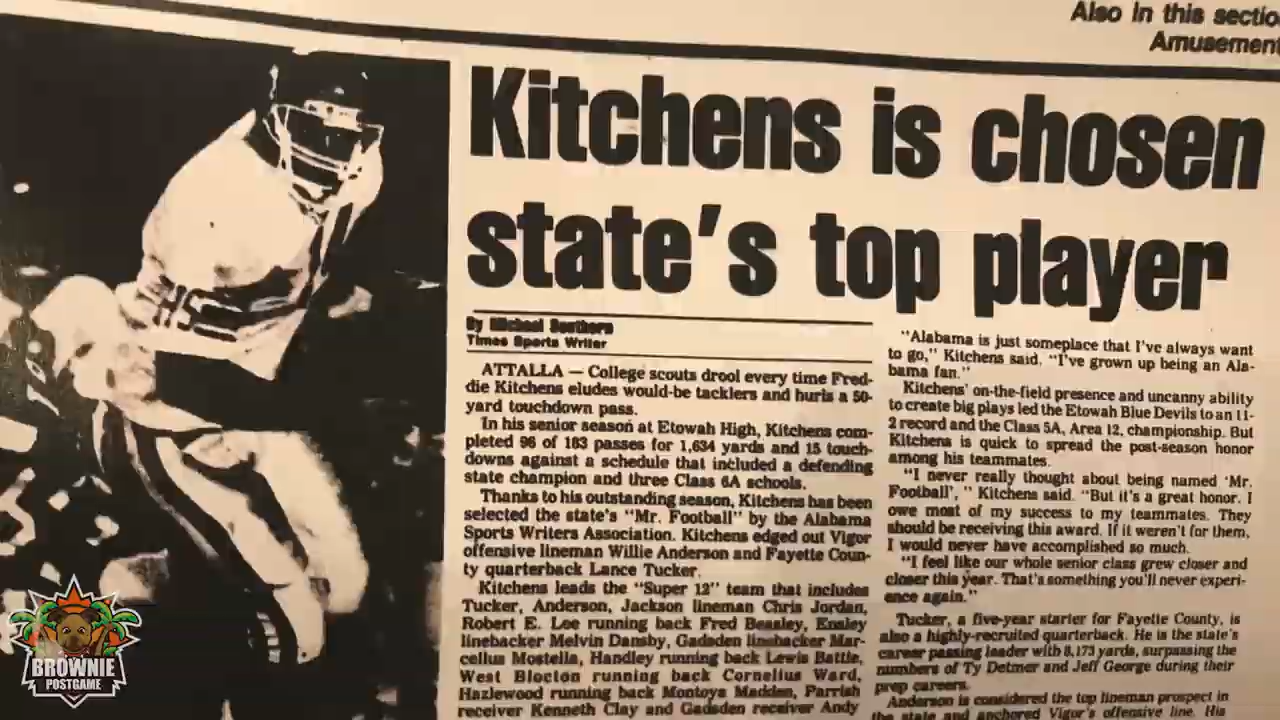 Also in this sectio
Amusement
Kitchens is chosen
state's top player
By Michael Southern
Times Sports Writer
ATTALLA — College scouts drool every time Fred-
die Kitchens eludes would-be tacklers and hurls a 50-
yard touchdown pass.
In his senior season at Etowah High, Kitchens com-
pleted 96 of 183 passes for 1,634 yards and 15 touch-
downs against a schedule that included a defending
state champion and three Class 6A schools.
Thanks to his outstanding season, Kitchens has been
selected the state's "Mr. Football" by the Alabama
Sports Writers Association. Kitchens edged out Vigor
offensive lineman Willie Anderson and Fayette Coun-
ty quarterback Lance Tucker.
Kitchens leads the "Super 12" team that includes
Tucker, Anderson, Jackson lineman Chris Jordan,
Robert E. Lee running back Fred Beasley, Ensley
linebacker Melvin Dansby, Gadsden linebacker Mar-
cellus Mostella, Handley running back Lewis Battle,
West Blocton running back Cornelius Ward,
Hazlewood running back Montoya Madden, Parrish
receiver Kenneth Clay and Gadsden receiver Andy
"Alabama is just someplace that I've always want
to go," Kitchens said. "I've grown up being an Ala-
bama fan."
Kitchens' on-the-field presence and uncanny ability
to create big plays led the Etowah Blue Devils to an 11-
2 record and the Class 5A, Area 12, championship. But
Kitchens is quick to spread the post-season honor
among his teammates.
"I never really thought about being named 'Mr.
Football'," Kitchens said. "But it's a great honor. I
owe most of my success to my teammates. They
should be receiving this award. If it weren't for them,
I would never have accomplished so much.
"I feel like our whole senior class grew closer and
closer this year. That's something you'll never experi-
ence again."
Tucker, a five-year starter for Fayette County, is
also a highly-recruited quarterback. He is the state's
career passing leader with 8,173 yards, surpassing the
numbers of Ty Detmer and Jeff George during their
prep careers.
Anderson is considered the top lineman prospect in
the state and anchored Vigor's offensive line. His
BROWNIE
POSTGAME